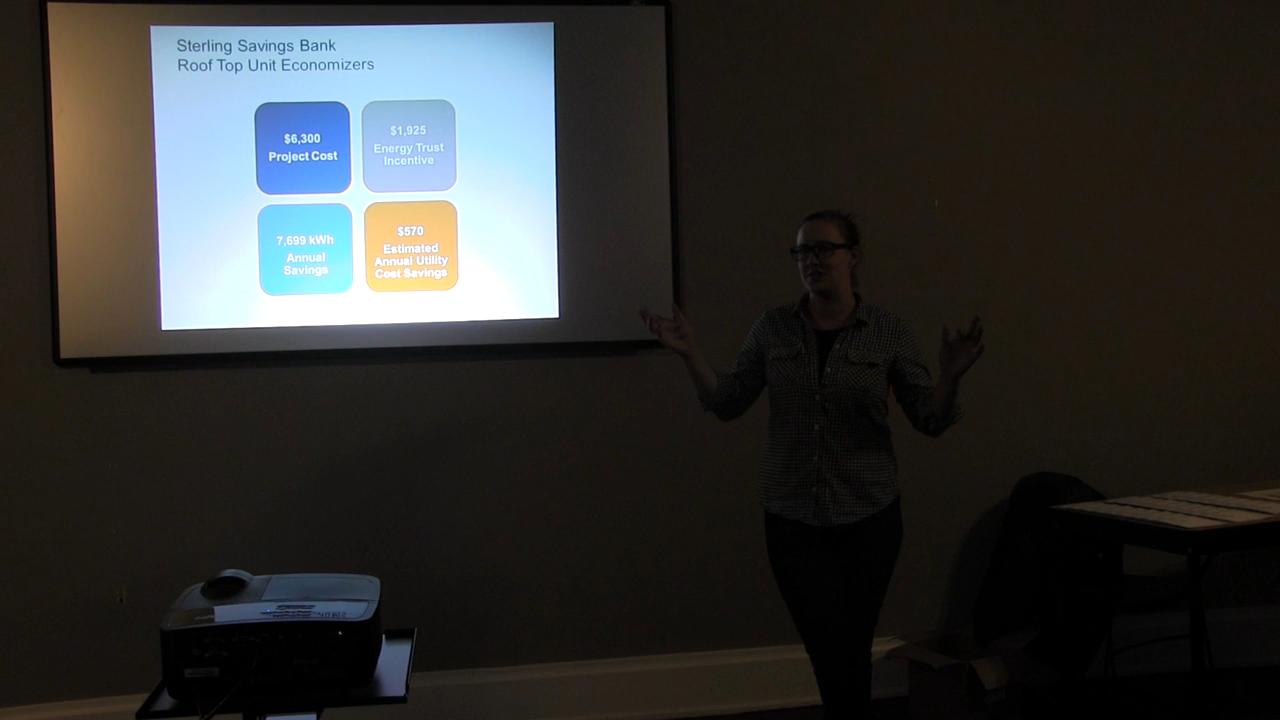 Sterling Savings Bank
Roof Top Unit Economizers
$6,300
Project Cost
$1,925
Energy Trust
Incentive
7,699 kWh
Annual
Savings
$570
Estimated
Annual Utility
Cost Savings